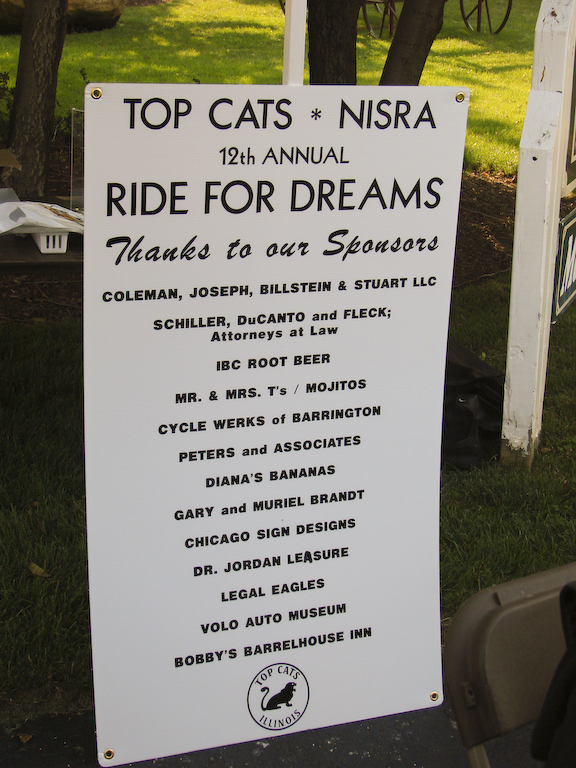 TOP CATS * NISRA
12th ANNUAL
RIDE FOR DREAMS
Thanks to our Sponsors
COLEMAN, JOSEPH, BILLSTEIN & STUART LLC
SCHILLER, DuCANTO and FLECK;
Attorneys at Law
IBC ROOT BEER
MR. & MRS. T's / MOJITOS
CYCLE WERKS of BARRINGTON
PETERS and ASSOCIATES
DIANA'S BANANAS
GARY and MURIEL BRANDT
CHICAGO SIGN DESIGNS
DR. JORDAN LEASURE
LEGAL EAGLES
VOLO AUTO MUSEUM
BOBBY'S BARRELHOUSE INN
TOP CATS
ILLINOIS